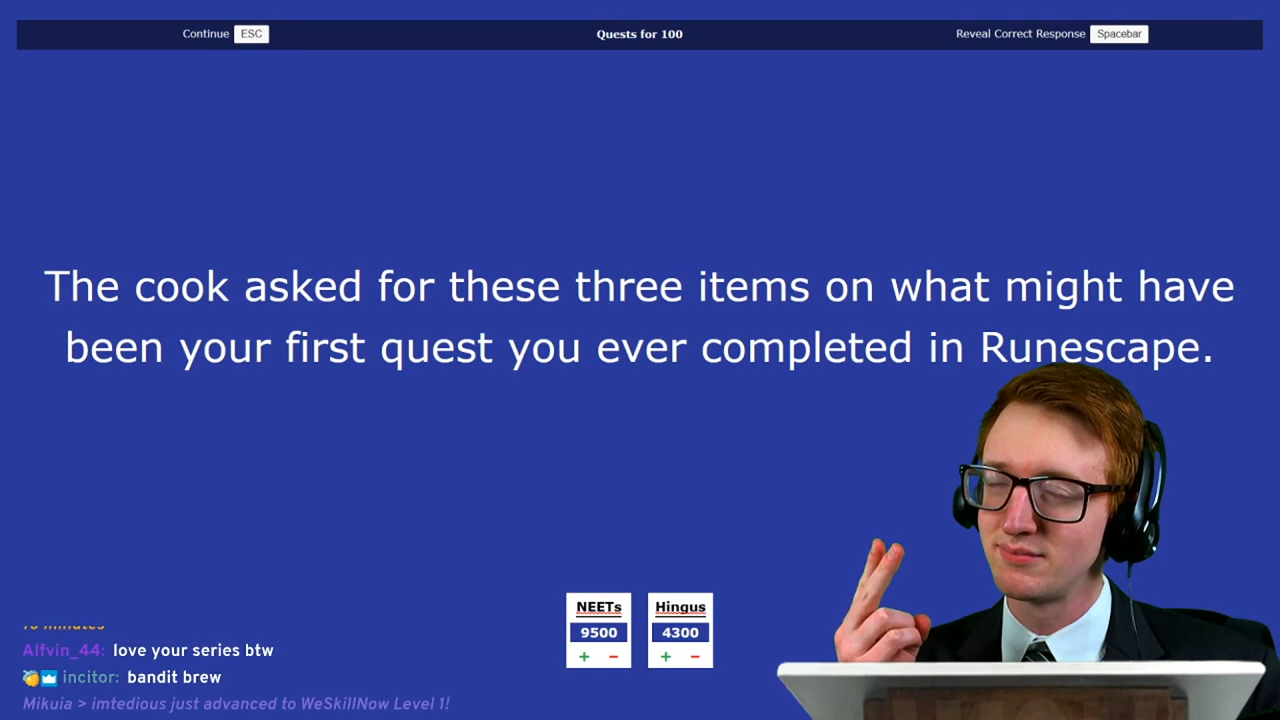 Continue ESC
Quests for 100
Reveal Correct Response Spacebar
The cook asked for these three items on what might have
been your first quest you ever completed in Runescape.
NEETs
9500
+ −
Hingus
4300
+ −
10 minutes
Alfvin_44: love your series btw
incitor: bandit brew
Mikuia > imtedious just advanced to WeSkillNow Level 1!